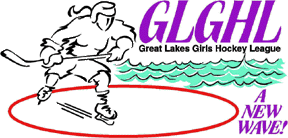 GLGHL
Great Lakes Girls Hockey League
A
NEW
WAVE!